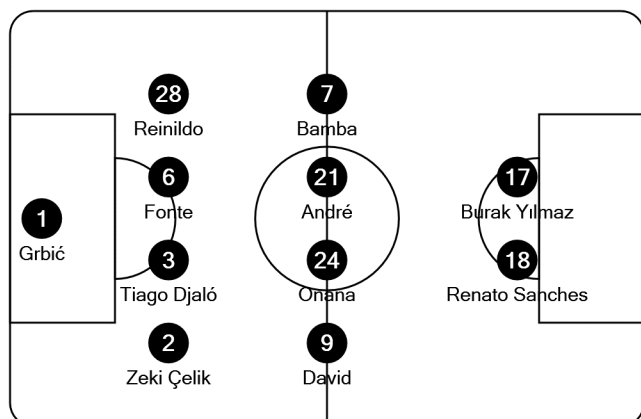 1
Grbić
28
Reinildo
6
Fonte
3
Tiago Djaló
2
Zeki Çelik
7
Bamba
21
André
24
Onana
9
David
17
Burak Yılmaz
18
Renato Sanches